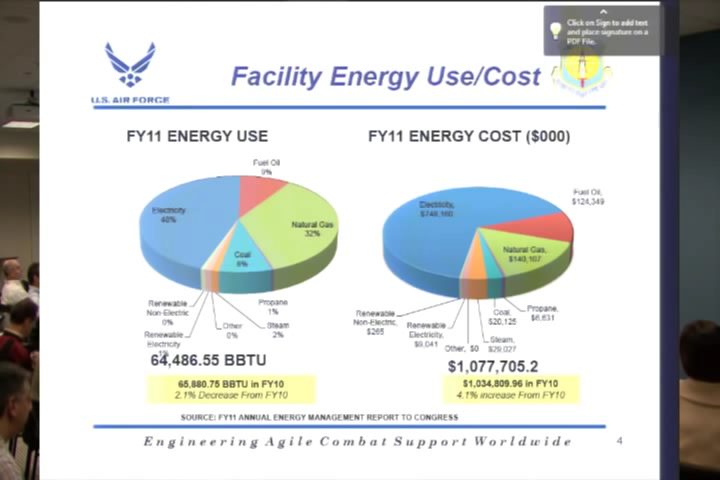 Click on Sign to add text
and place signature on a
PDF File.
U.S. AIR FORCE
Facility Energy Use/Cost
FY11 ENERGY USE
FY11 ENERGY COST ($000)
Fuel Oil
9%
Electricity
Natural Gas
32%
Coal
Propane
1%
Steam
2%
Other
0%
Renewable
Non-Electric
0%
Renewable
Electricity
64,486.55 BBTU
65,880.75 BBTU in FY10
2.1% Decrease From FY10
Fuel Oil,
$124,349
Electricity,
Natural Gas,
$140,107
Propane,
$6,631
Coal,
$20,125
Steam,
$29,027
Other, $0
Renewable
Electricity,
$9,041
Renewable
Non-Electric,
$265
$1,077,705.2
$1,034,809.96 in FY10
4.1% increase From FY10
SOURCE: FY11 ANNUAL ENERGY MANAGEMENT REPORT TO CONGRESS
Engineering Agile Combat Support Worldwide
4